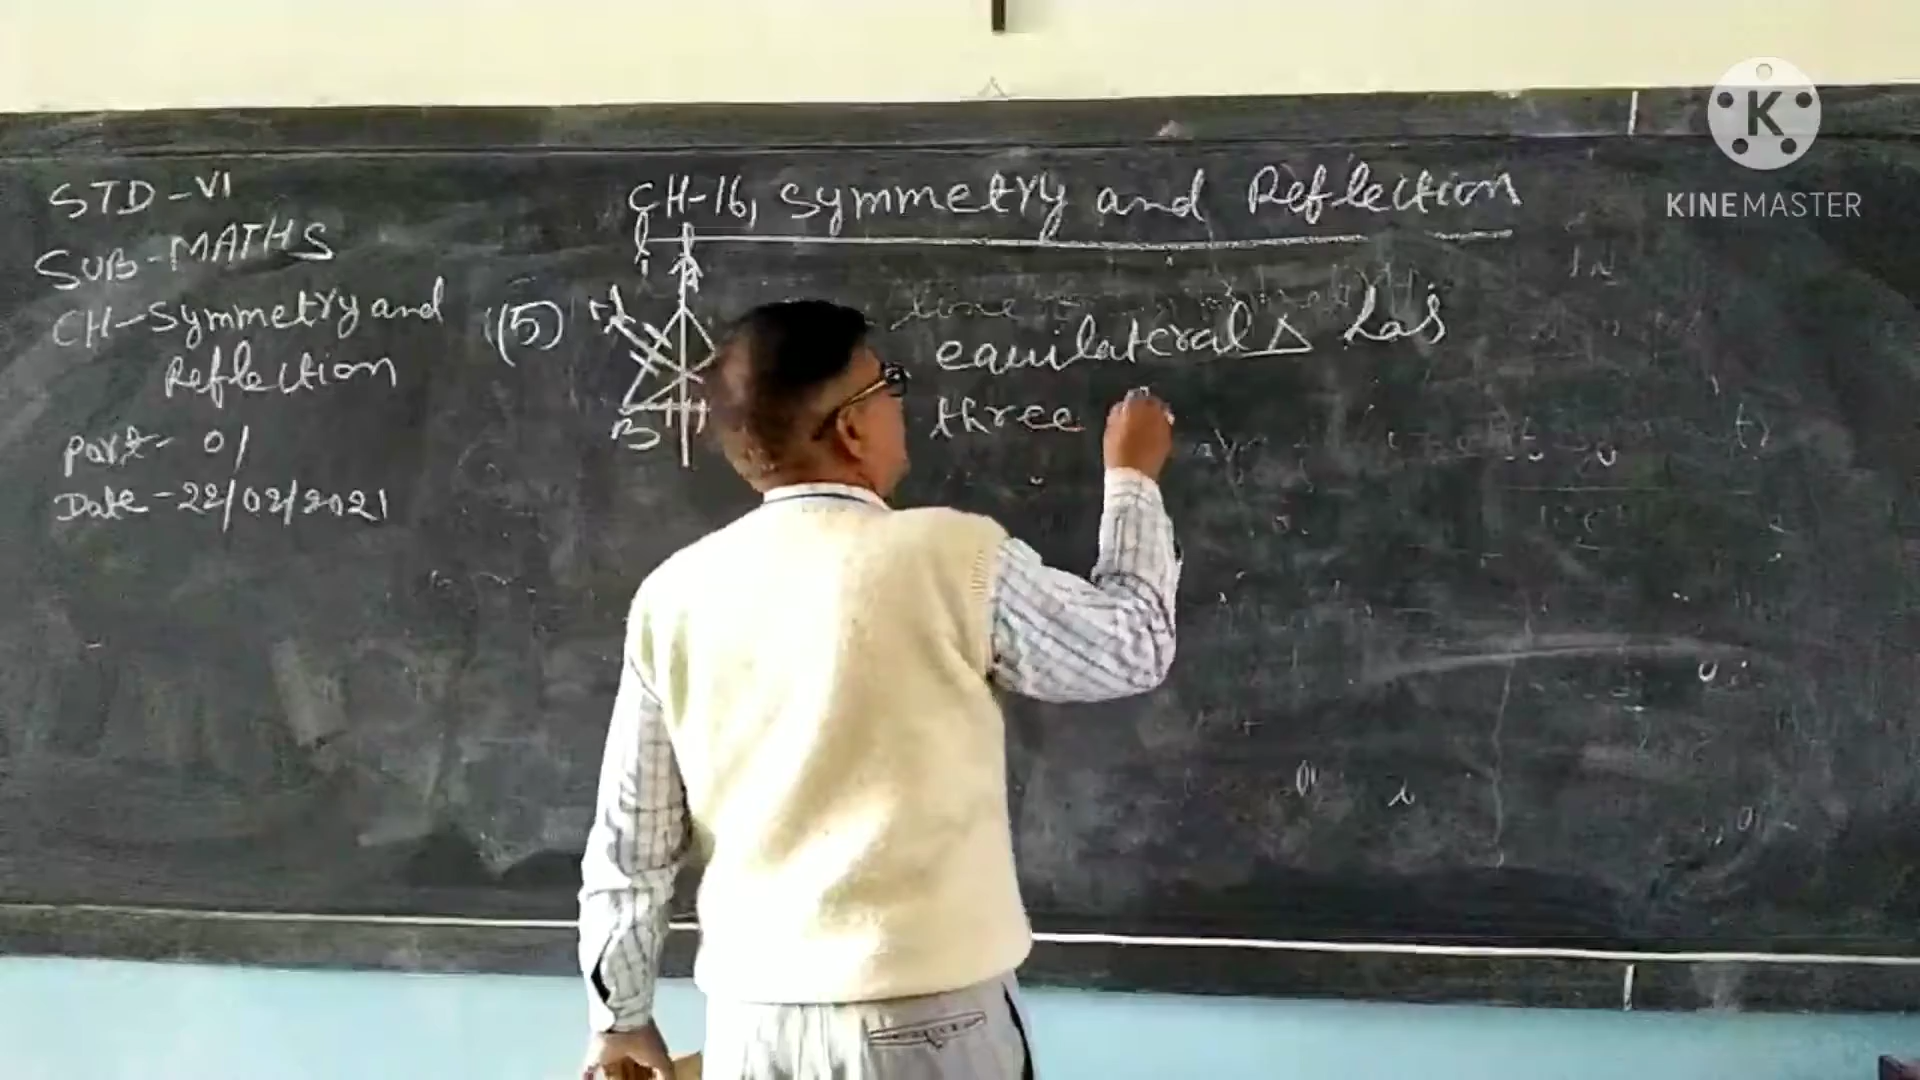 STD-VI
SUB-MATHS
CH-Symmetry and
Reflection
Part- 01
Date-22/02/2021
CH-16, Symmetry and Reflection
(5)
B
equilateral △ has
three
K
KINEMASTER